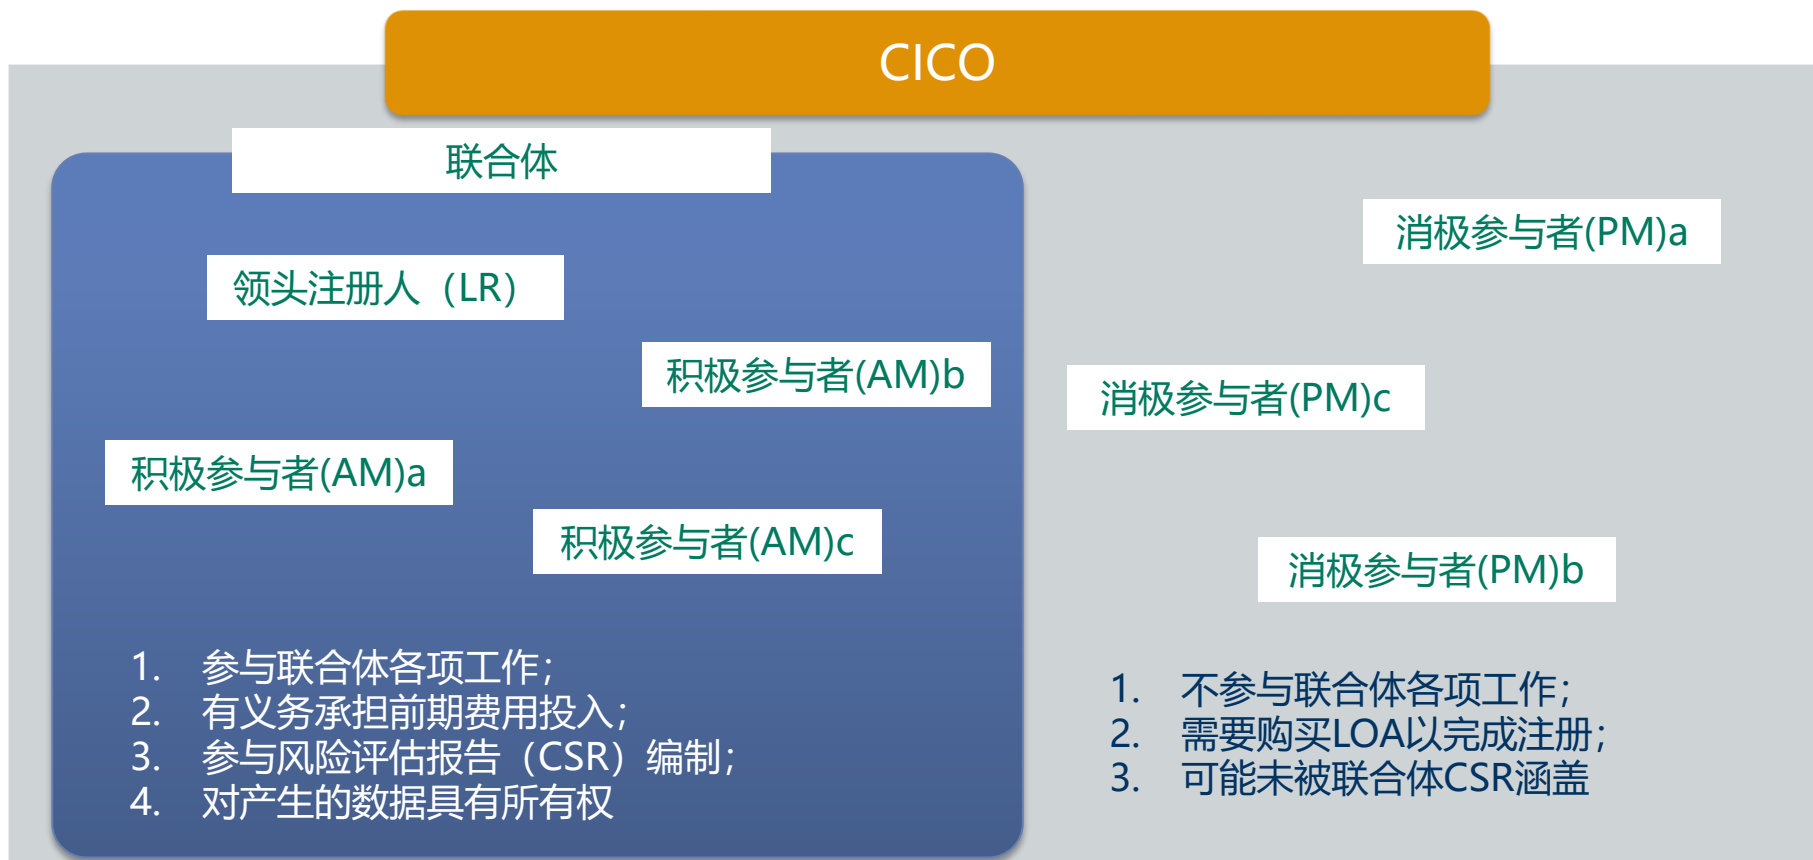 CICO
联合体
领头注册人（LR）
积极参与者(AM)b
积极参与者(AM)a
积极参与者(AM)c
1. 参与联合体各项工作；
2. 有义务承担前期费用投入；
3. 参与风险评估报告（CSR）编制；
4. 对产生的数据具有所有权
消极参与者(PM)a
消极参与者(PM)c
消极参与者(PM)b
1. 不参与联合体各项工作；
2. 需要购买LOA以完成注册；
3. 可能未被联合体CSR涵盖